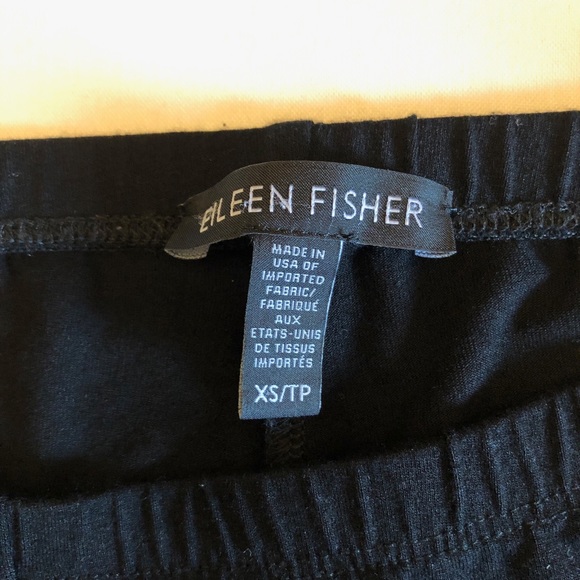 EILEEN FISHER
MADE IN
USA OF
IMPORTED
FABRIC/
FABRIQUÉ
AUX
ETATS-UNIS
DE TISSUS
IMPORTÉS
XS/TP